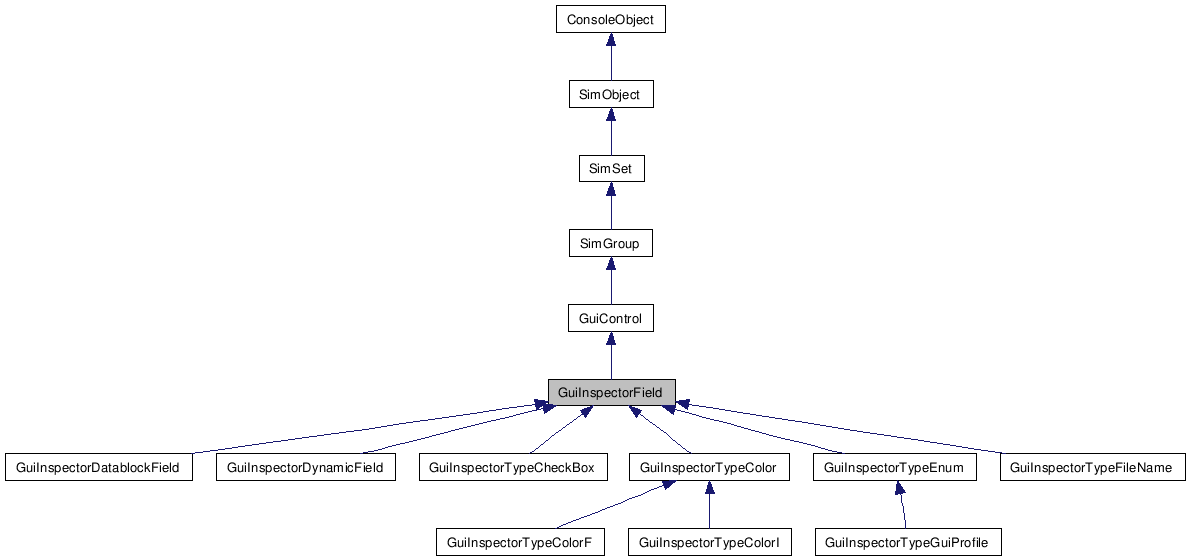 ConsoleObject
SimObject
SimSet
SimGroup
GuiControl
GuiInspectorField
GuiInspectorDatablockField
GuiInspectorDynamicField
GuiInspectorTypeCheckBox
GuiInspectorTypeColor
GuiInspectorTypeEnum
GuiInspectorTypeFileName
GuiInspectorTypeColorF
GuiInspectorTypeColorI
GuiInspectorTypeGuiProfile